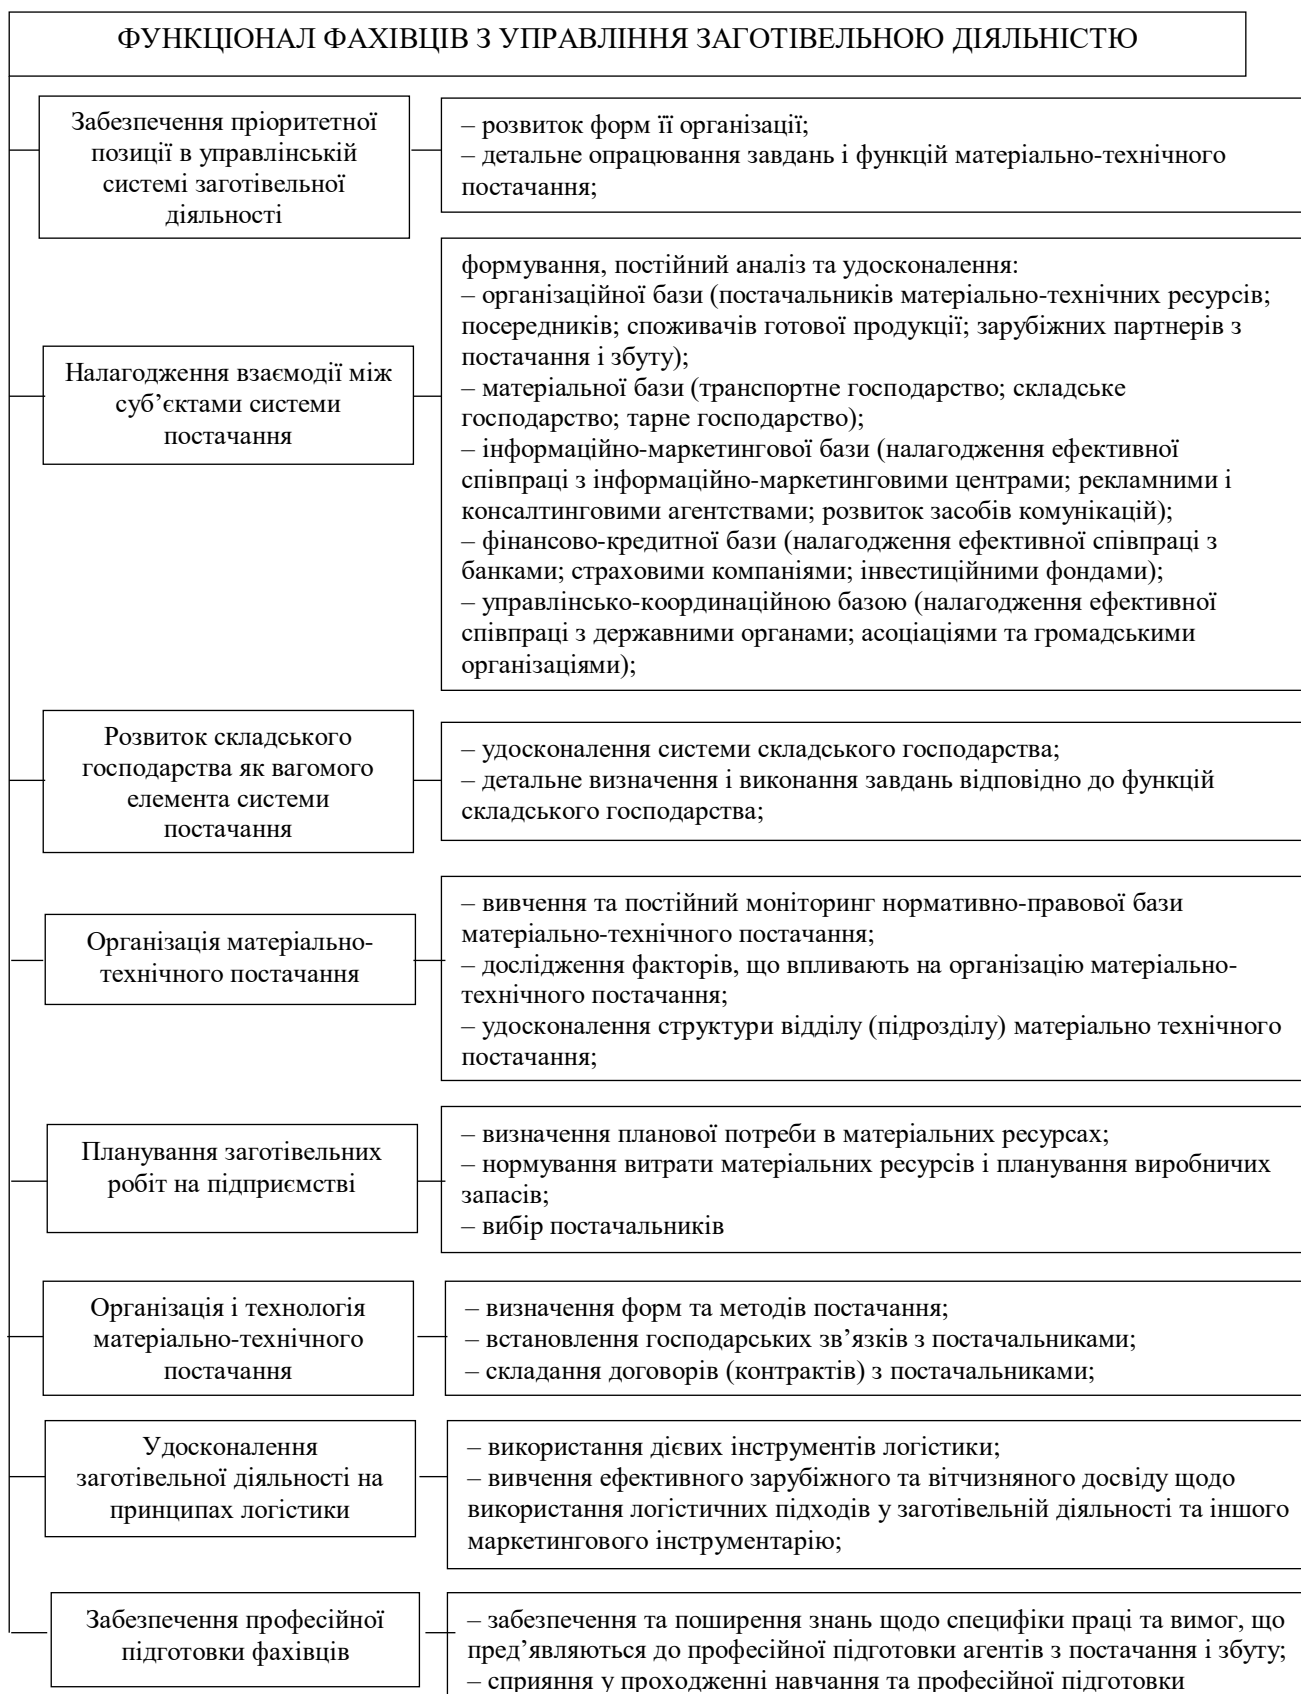 ФУНКЦІОНАЛ ФАХІВЦІВ З УПРАВЛІННЯ ЗАГОТІВЕЛЬНОЮ ДІЯЛЬНІСТЮ
Забезпечення пріоритетної
позиції в управлінській
системі заготівельної
діяльності
– розвиток форм її організації;
– детальне опрацювання завдань і функцій матеріально-технічного
постачання;
Налагодження взаємодії між
суб’єктами системи
постачання
формування, постійний аналіз та удосконалення:
– організаційної бази (постачальників матеріально-технічних ресурсів;
посередників; споживачів готової продукції; зарубіжних партнерів з
постачання і збуту);
– матеріальної бази (транспортне господарство; складське
господарство; тарне господарство);
– інформаційно-маркетингової бази (налагодження ефективної
співпраці з інформаційно-маркетинговими центрами; рекламними і
консалтинговими агентствами; розвиток засобів комунікацій);
– фінансово-кредитної бази (налагодження ефективної співпраці з
банками; страховими компаніями; інвестиційними фондами);
– управлінсько-координаційною базою (налагодження ефективної
співпраці з державними органами; асоціаціями та громадськими
організаціями);
Розвиток складського
господарства як вагомого
елемента системи
постачання
– удосконалення системи складського господарства;
– детальне визначення і виконання завдань відповідно до функцій
складського господарства;
Організація матеріально-
технічного постачання
– вивчення та постійний моніторинг нормативно-правової бази
матеріально-технічного постачання;
– дослідження факторів, що впливають на організацію матеріально-
технічного постачання;
– удосконалення структури відділу (підрозділу) матеріально технічного
постачання;
Планування заготівельних
робіт на підприємстві
– визначення планової потреби в матеріальних ресурсах;
– нормування витрати матеріальних ресурсів і планування виробничих
запасів;
– вибір постачальників
Організація і технологія
матеріально-технічного
постачання
– визначення форм та методів постачання;
– встановлення господарських зв’язків з постачальниками;
– складання договорів (контрактів) з постачальниками;
Удосконалення
заготівельної діяльності на
принципах логістики
– використання дієвих інструментів логістики;
– вивчення ефективного зарубіжного та вітчизняного досвіду щодо
використання логістичних підходів у заготівельній діяльності та іншого
маркетингового інструментарію;
Забезпечення професійної
підготовки фахівців
– забезпечення та поширення знань щодо специфіки праці та вимог, що
пред’являються до професійної підготовки агентів з постачання і збуту;
– сприяння у проходженні навчання та професійної підготовки